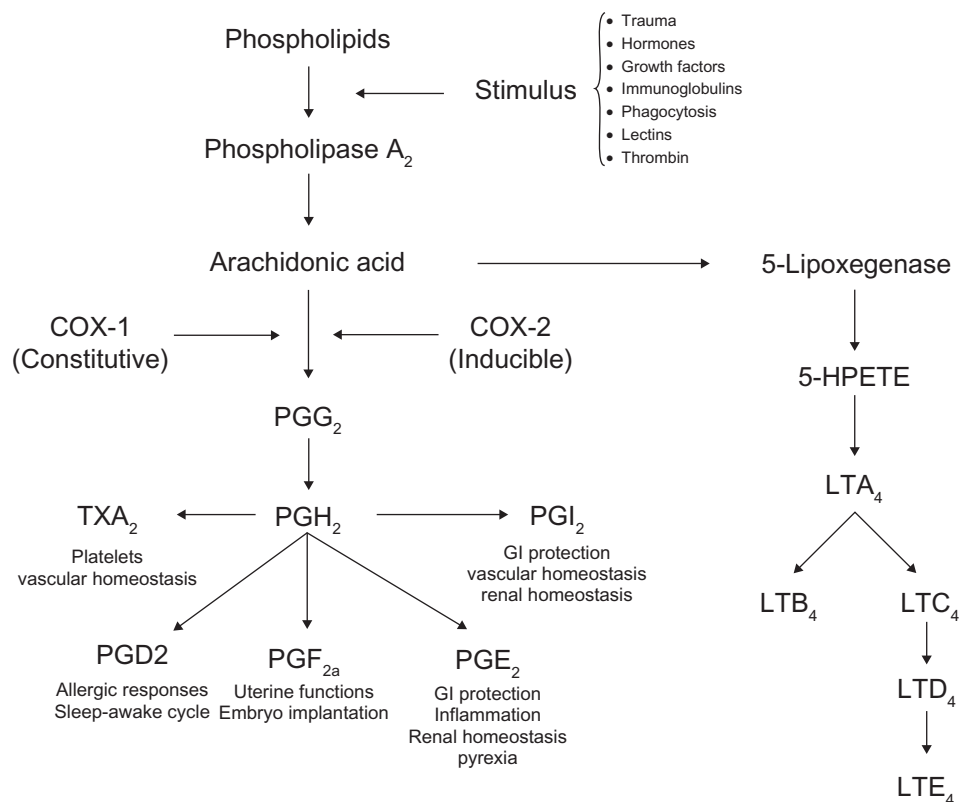 Phospholipids
Stimulus
• Trauma
• Hormones
• Growth factors
• Immunoglobulins
• Phagocytosis
• Lectins
• Thrombin
Phospholipase A₂
Arachidonic acid
5-Lipoxegenase
COX-1
(Constitutive)
COX-2
(Inducible)
5-HPETE
PGG₂
LTA₄
TXA₂
Platelets
vascular homeostasis
PGH₂
PGI₂
GI protection
vascular homeostasis
renal homeostasis
LTB₄
LTC₄
PGD2
Allergic responses
Sleep-awake cycle
PGF₂ₐ
Uterine functions
Embryo implantation
PGE₂
GI protection
Inflammation
Renal homeostasis
pyrexia
LTD₄
LTE₄